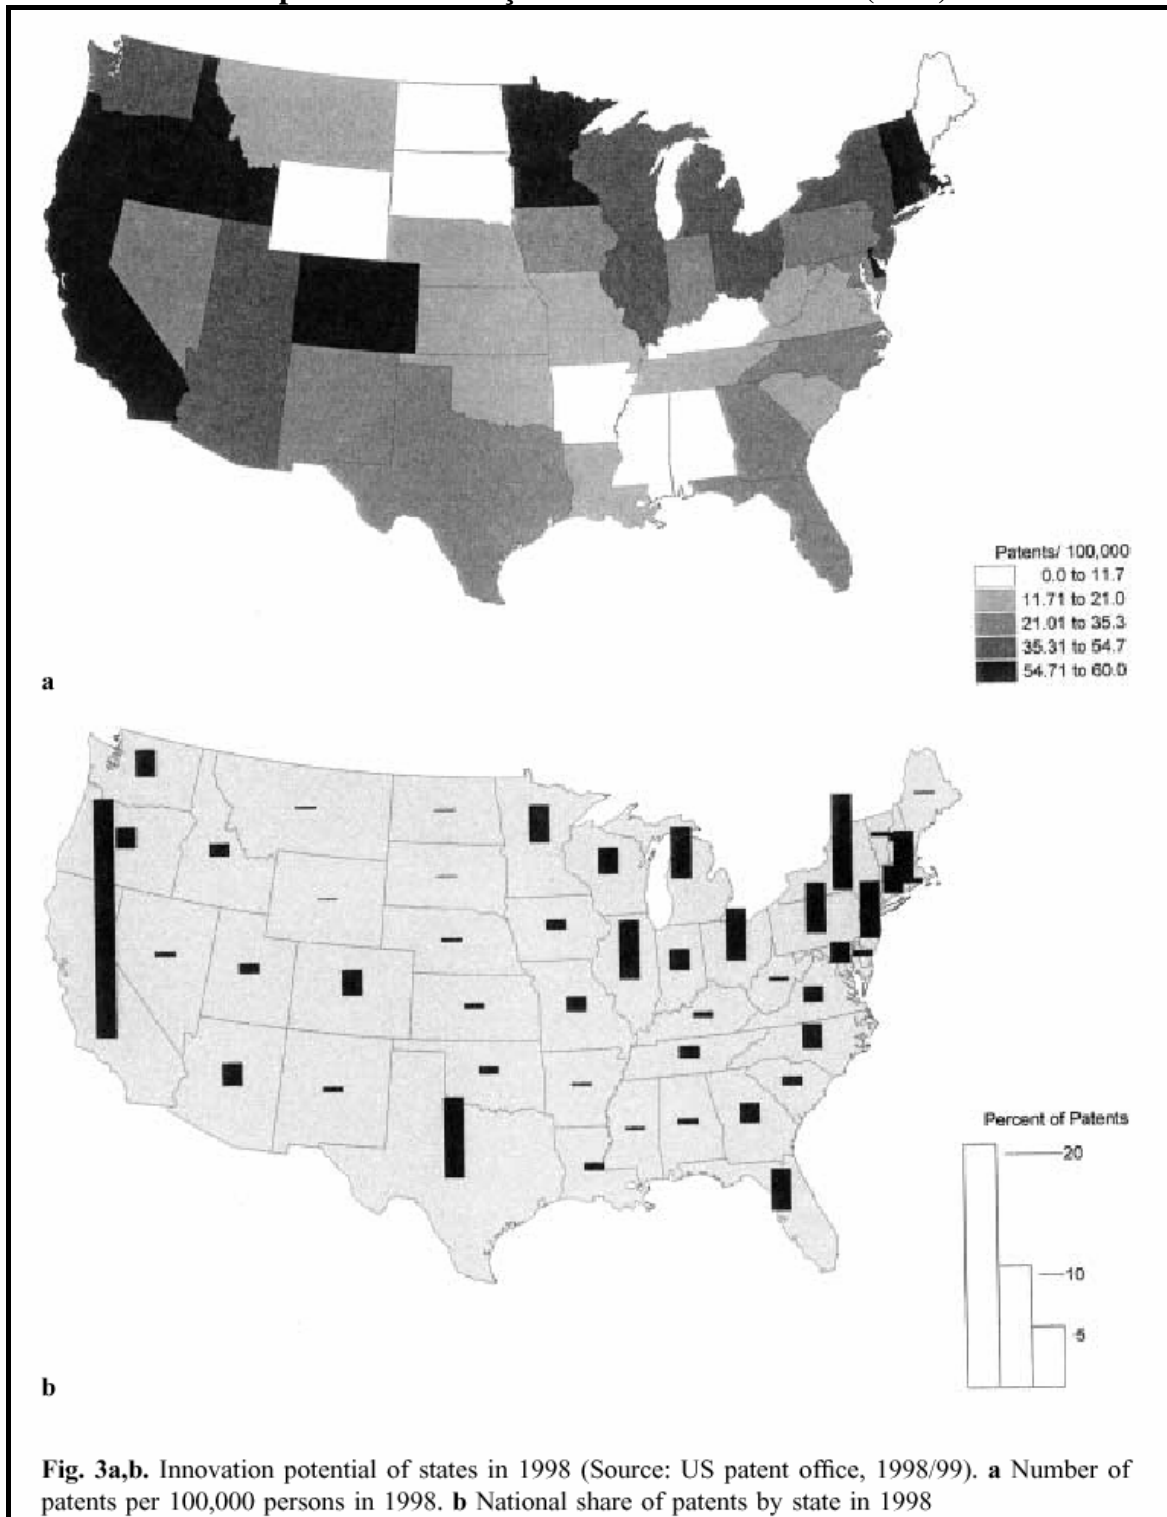 Patents/ 100,000
0.0 to 11.7
11.71 to 21.0
21.01 to 35.3
35.31 to 54.7
54.71 to 60.0
a
Percent of Patents
20
10
5
b
Fig. 3a,b. Innovation potential of states in 1998 (Source: US patent office, 1998/99). a Number of
patents per 100,000 persons in 1998. b National share of patents by state in 1998